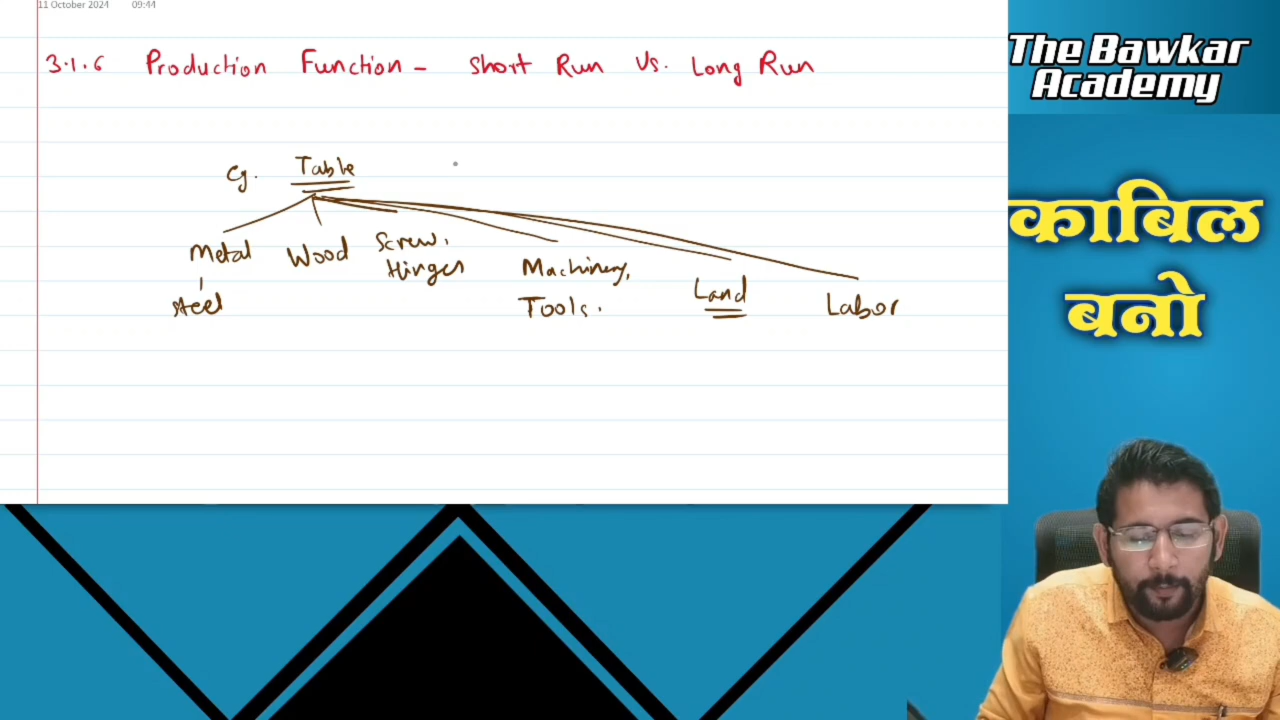 11 October 2024 09:44
3.1.6 Production Function - Short Run Vs. Long Run
eg. Table
Metal Wood Screw, Hinges Machinery, Tools. Land Labor
Steel
The Bawkar
Academy
काबिल
बनो